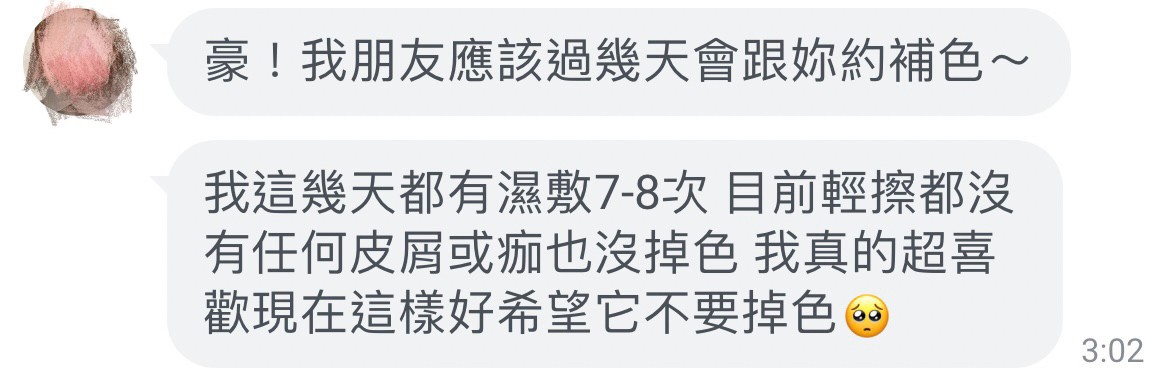 豪！我朋友應該過幾天會跟妳約補色～
我這幾天都有濕敷7-8次 目前輕擦都沒
有任何皮屑或痂也沒掉色 我真的超喜
歡現在這樣好希望它不要掉色🥺
3:02